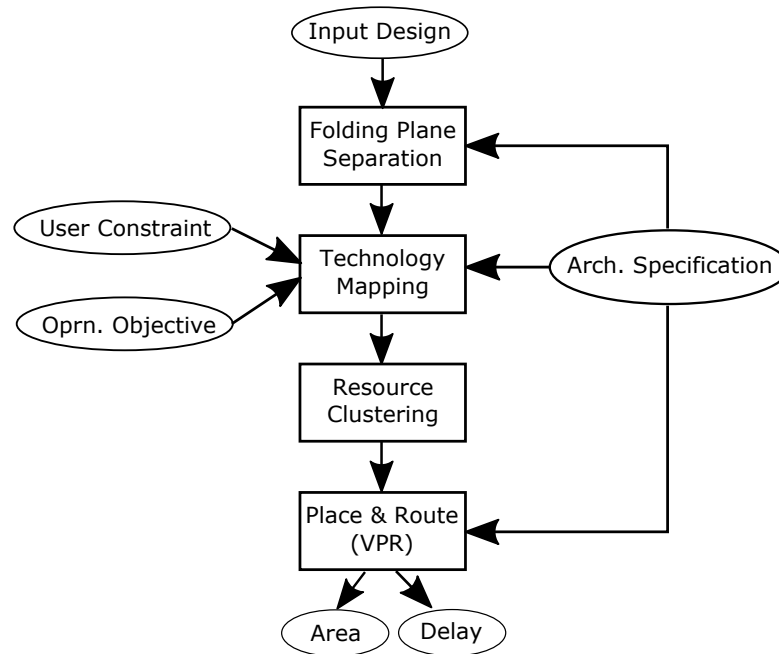 Input Design
Folding Plane
Separation
User Constraint
Technology
Mapping
Arch. Specification
Oprn. Objective
Resource
Clustering
Place & Route
(VPR)
Area
Delay